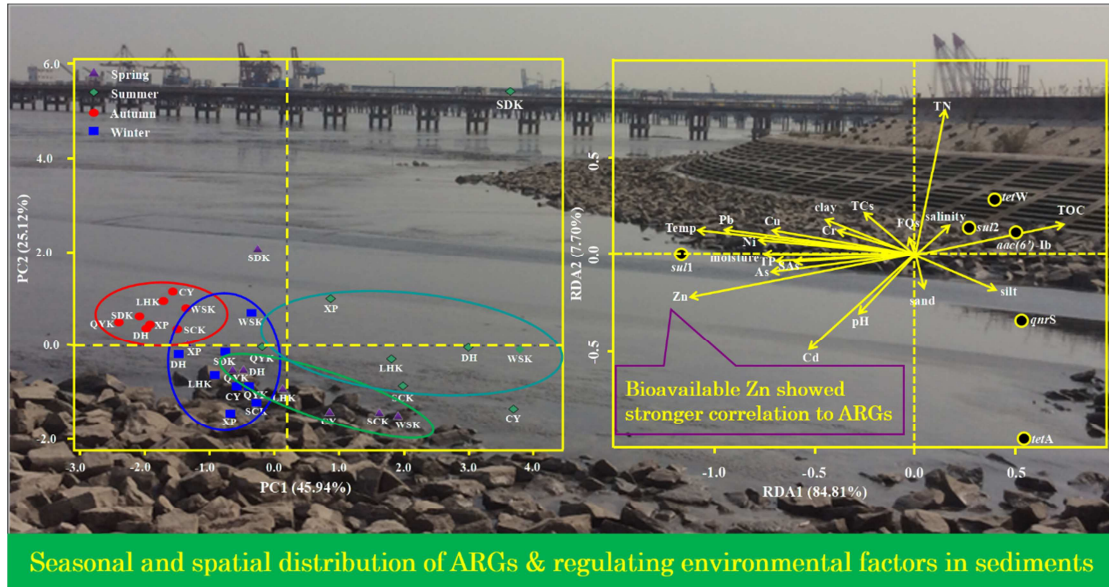 6.0
Spring
Summer
Autumn
Winter
SDK
4.0
PC2 (25.12%)
2.0
SDK
CY
LHK
WSK
XP
SDK
QYK
XP
DH
SCK
WSK
0.0
XP
DH
SDK
QYK
LHK
DH
WSK
QYK
DH
LHK
CY
QYK
HK
SCK
SCK
XP
CY
SCK
WSK
CY
2.0
3.0
-2.0
-1.0
0.0
1.0
2.0
3.0
4.0
PC1 (45.94%)
TN
0.5
RDA2 (7.70%)
tetW
clay
TCs
FQs
salinity
sul2
TOC
Temp
Pb
Cu
Cr
aac(6')-Ib
Ni
0.0
sul1
moisture
TP
As
Zn
sand
silt
pH
qnrS
-0.5
Cd
Bioavailable Zn showed
stronger correlation to ARGs
tetA
-1.0
-0.5
0.0
0.5
RDA1 (84.81%)
Seasonal and spatial distribution of ARGs & regulating environmental factors in sediments